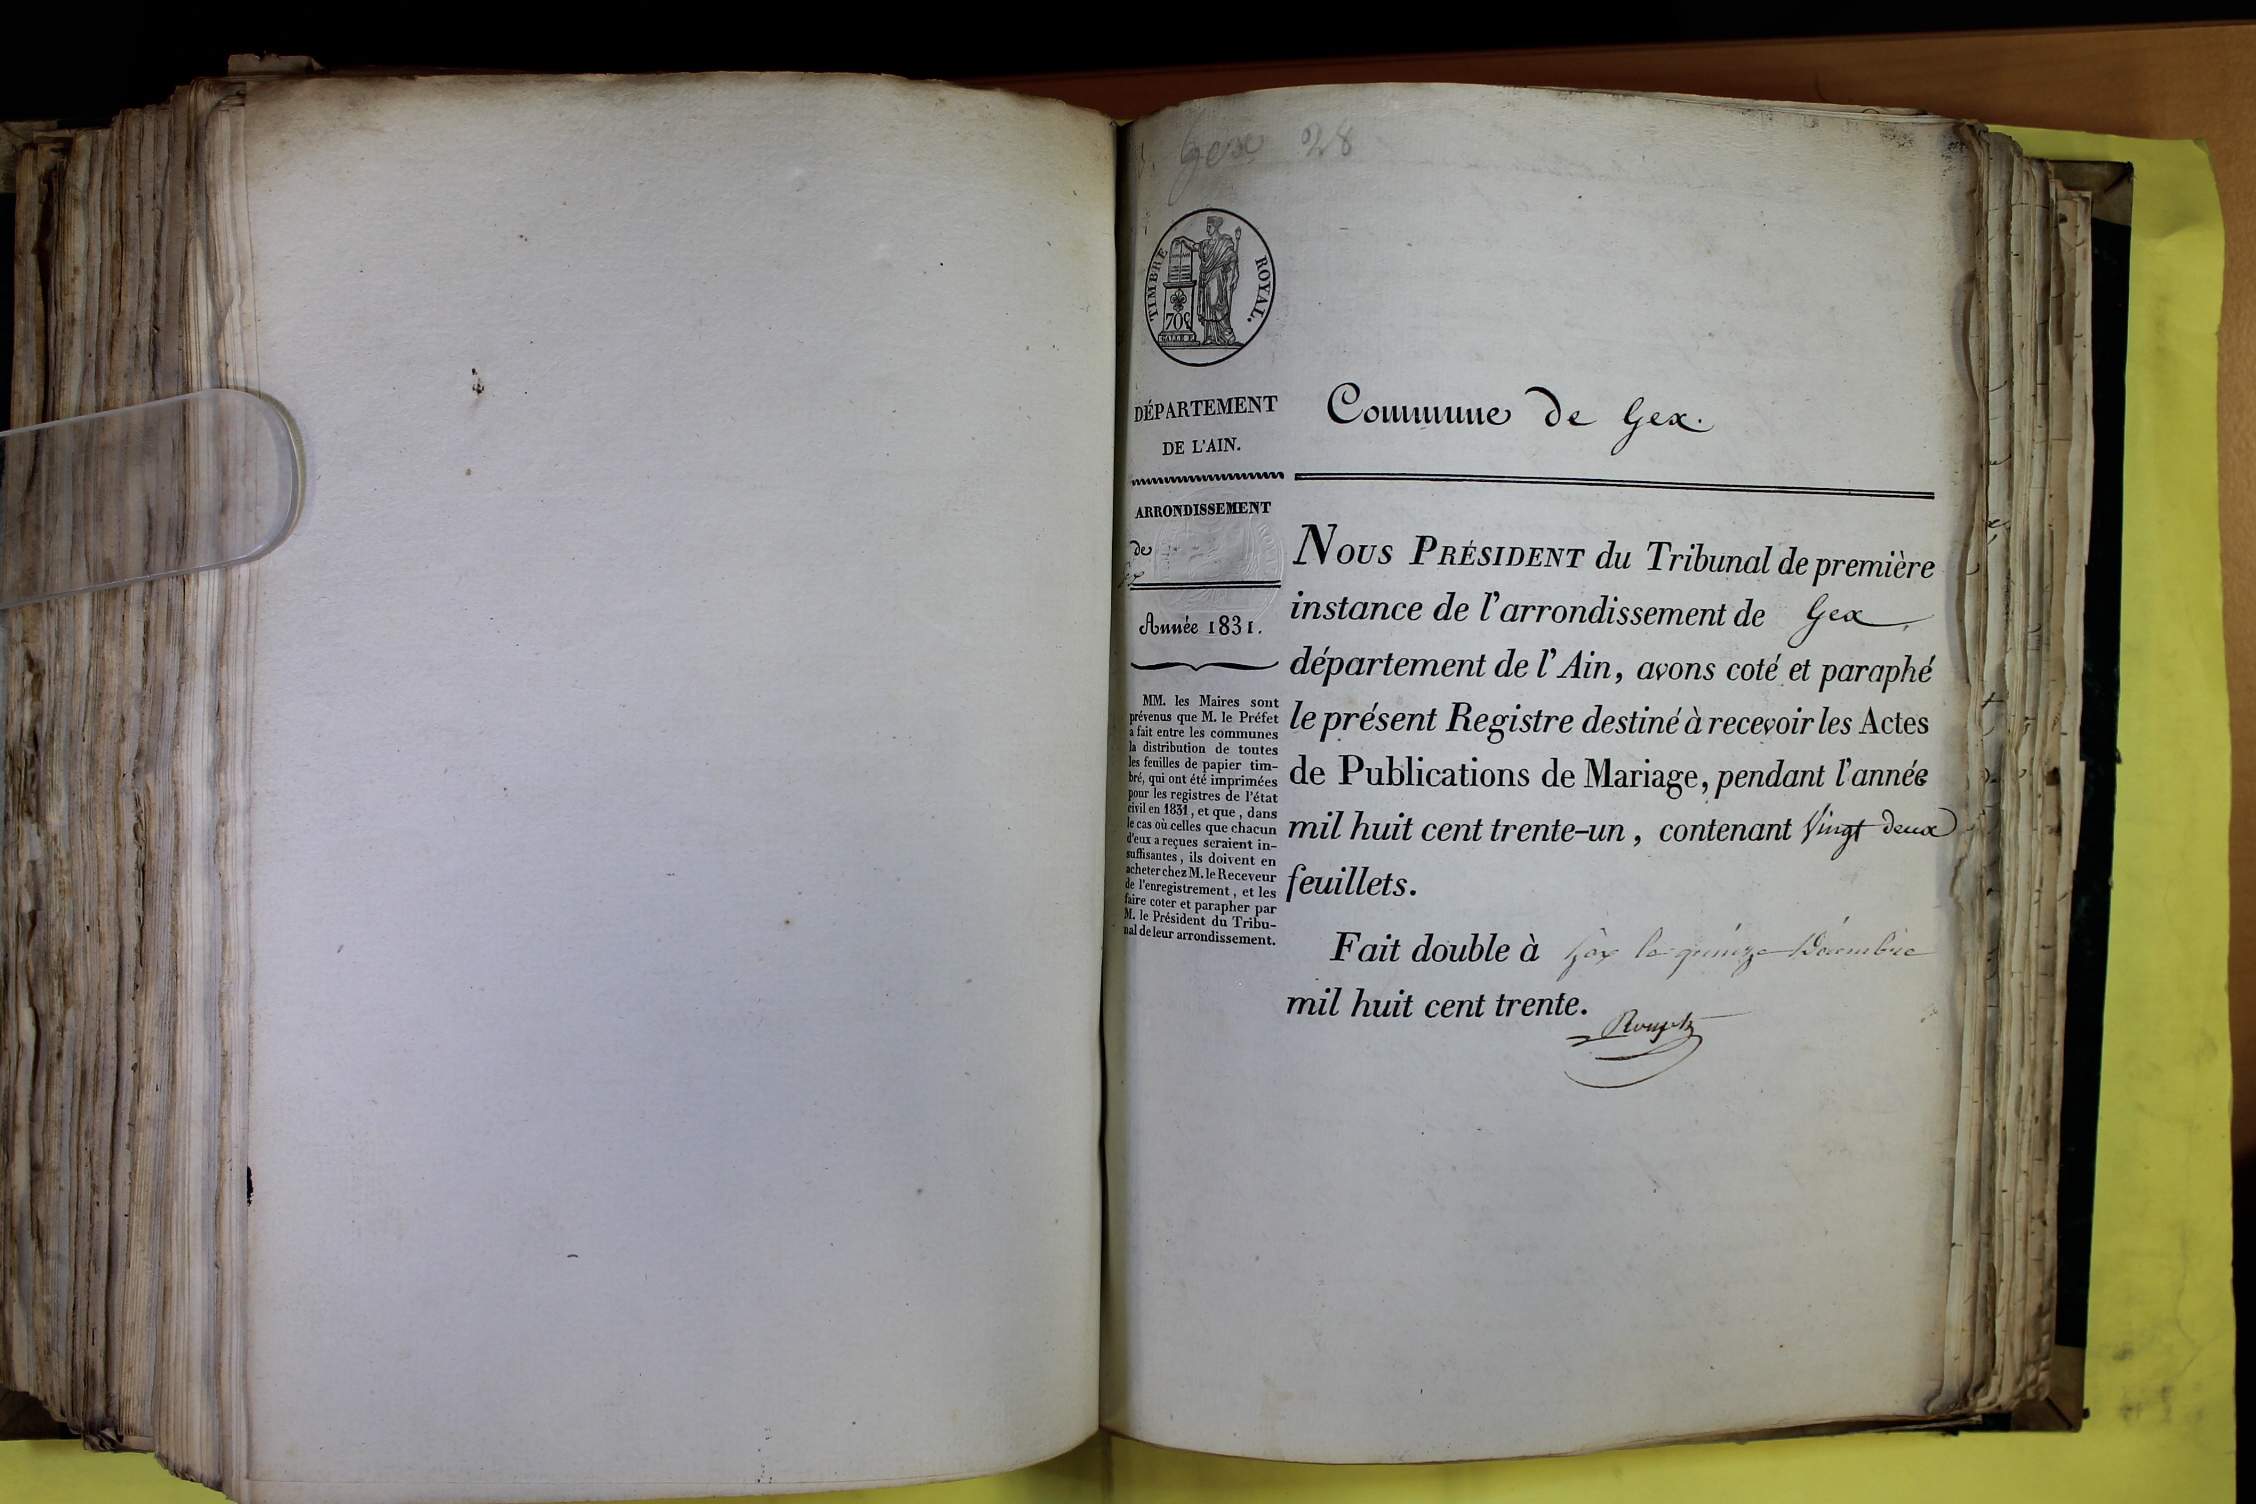 Gex 28
TIMBRE ROYAL.
70c
DÉPARTEMENT
DE L'AIN.
ARRONDISSEMENT
de
Gex
Année 1831.
MM. les Maires sont
prévenus que M. le Préfet
a fait entre les communes
la distribution de toutes
les feuilles de papier tim-
bré, qui ont été imprimées
pour les registres de l'état
civil en 1831, et que, dans
le cas où celles que chacun
d'eux a reçues seraient in-
suffisantes, ils doivent en
acheter chez M. le Receveur
de l'enregistrement, et les
faire coter et parapher par
M. le Président du Tribu-
nal de leur arrondissement.
Commune de Gex.
NOUS PRÉSIDENT du Tribunal de première
instance de l'arrondissement de Gex,
département de l'Ain, avons coté et paraphé
le présent Registre destiné à recevoir les Actes
de Publications de Mariage, pendant l'année
mil huit cent trente-un, contenant Vingt deux
feuillets.
Fait double à Gex le quinze Décembre
mil huit cent trente.